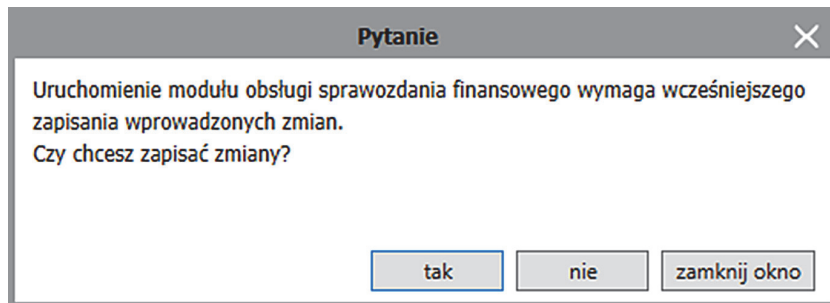 Pytanie
Uruchomienie modułu obsługi sprawozdania finansowego wymaga wcześniejszego
zapisania wprowadzonych zmian.
Czy chcesz zapisać zmiany?
tak
nie
zamknij okno